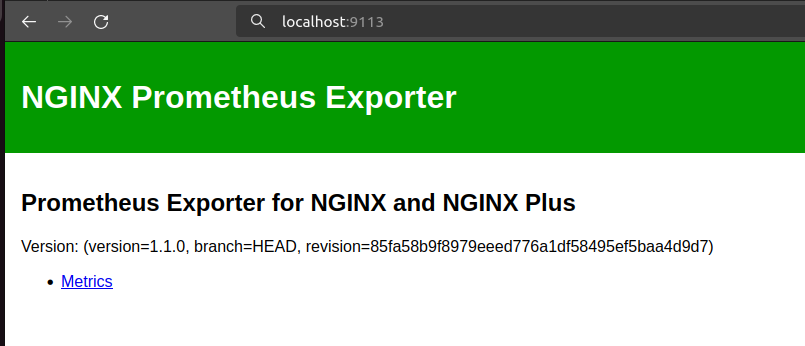 localhost:9113
NGINX Prometheus Exporter
Prometheus Exporter for NGINX and NGINX Plus
Version: (version=1.1.0, branch=HEAD, revision=85fa58b9f8979eeed776a1df58495ef5baa4d9d7)
Metrics